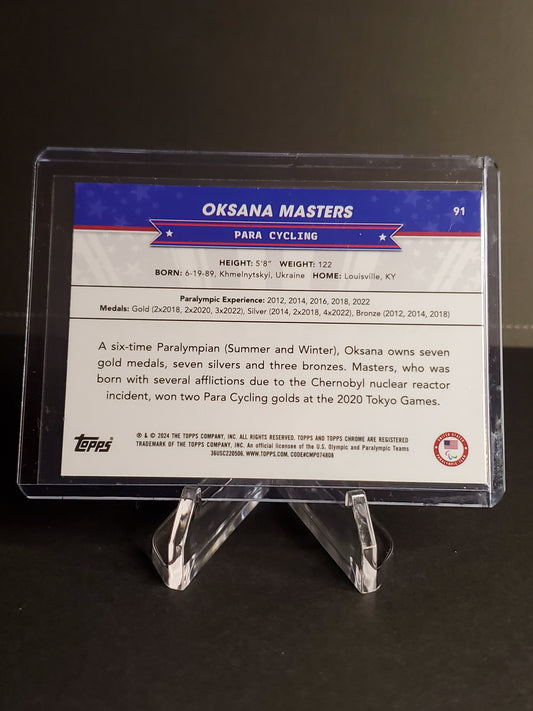 OKSANA MASTERS
91
PARA CYCLING
HEIGHT: 5'8" WEIGHT: 122
BORN: 6-19-89, Khmelnytskyi, Ukraine HOME: Louisville, KY
Paralympic Experience: 2012, 2014, 2016, 2018, 2022
Medals: Gold (2x2018, 2x2020, 3x2022), Silver (2014, 2x2018, 4x2022), Bronze (2012, 2014, 2018)
A six-time Paralympian (Summer and Winter), Oksana owns seven
gold medals, seven silvers and three bronzes. Masters, who was
born with several afflictions due to the Chernobyl nuclear reactor
incident, won two Para Cycling golds at the 2020 Tokyo Games.
topps®
® & © 2024 THE TOPPS COMPANY, INC. ALL RIGHTS RESERVED. TOPPS AND TOPPS CHROME ARE REGISTERED
TRADEMARK OF THE TOPPS COMPANY, INC. An official licensee of the U.S. Olympic and Paralympic Teams
36USC220506. WWW.TOPPS.COM. CODE#CMP074808
UNITED STATES